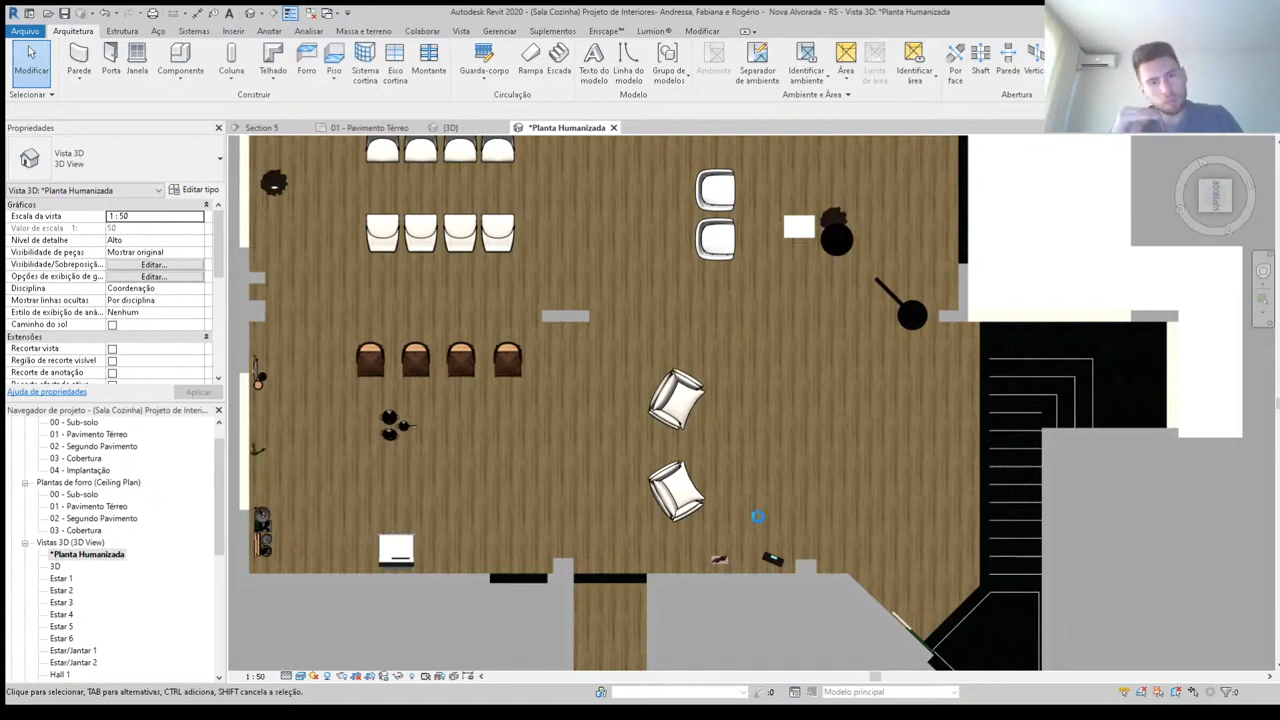 Autodesk Revit 2020 - (Sala Cozinha) Projeto de Interiores- Andressa, Fabiana e Rogério - Nova Alvorada - RS - Vista 3D: *Planta Humanizada
Arquivo Arquitetura Estrutura Aço Sistemas Inserir Anotar Analisar Massa e terreno Colaborar Vista Gerenciar Suplementos Enscape™ Lumion® Modificar
Modificar Parede Porta Janela Componente Coluna Telhado Forro Piso Sistema cortina Eixo cortina Montante Guarda-corpo Rampa Escada Texto do modelo Linha do modelo Grupo de modelos Ambiente Separador de ambiente Identificar ambiente Área Limite de área Identificar área Por face Shaft Parede
Selecionar Construir Circulação Modelo Ambiente e Área Abertura
Propriedades
Section 5 01 - Pavimento Térreo {3D} *Planta Humanizada
Vista 3D
3D View
Vista 3D: *Planta Humanizada Editar tipo
Gráficos
Escala da vista 1 : 50
Valor de escala 1: 50
Nível de detalhe Alto
Visibilidade de peças Mostrar original
Visibilidade/Sobreposiç... Editar...
Opções de exibição de g... Editar...
Disciplina Coordenação
Mostrar linhas ocultas Por disciplina
Estilo de exibição de aná... Nenhum
Caminho do sol
Extensões
Recortar vista
Região de recorte visível
Recorte de anotação
Ajuda de propriedades Aplicar
Navegador de projeto - (Sala Cozinha) Projeto de Interi...
00 - Sub-solo
01 - Pavimento Térreo
02 - Segundo Pavimento
03 - Cobertura
04 - Implantação
Plantas de forro (Ceiling Plan)
00 - Sub-solo
01 - Pavimento Térreo
02 - Segundo Pavimento
03 - Cobertura
Vistas 3D (3D View)
*Planta Humanizada
3D
Estar 1
Estar 2
Estar 3
Estar 4
Estar 5
Estar 6
Estar/Jantar 1
Estar/Jantar 2
Hall 1
SUPERIOR
1 : 50
Clique para selecionar, TAB para alternativas, CTRL adiciona, SHIFT cancela a seleção. :0 Modelo principal :0